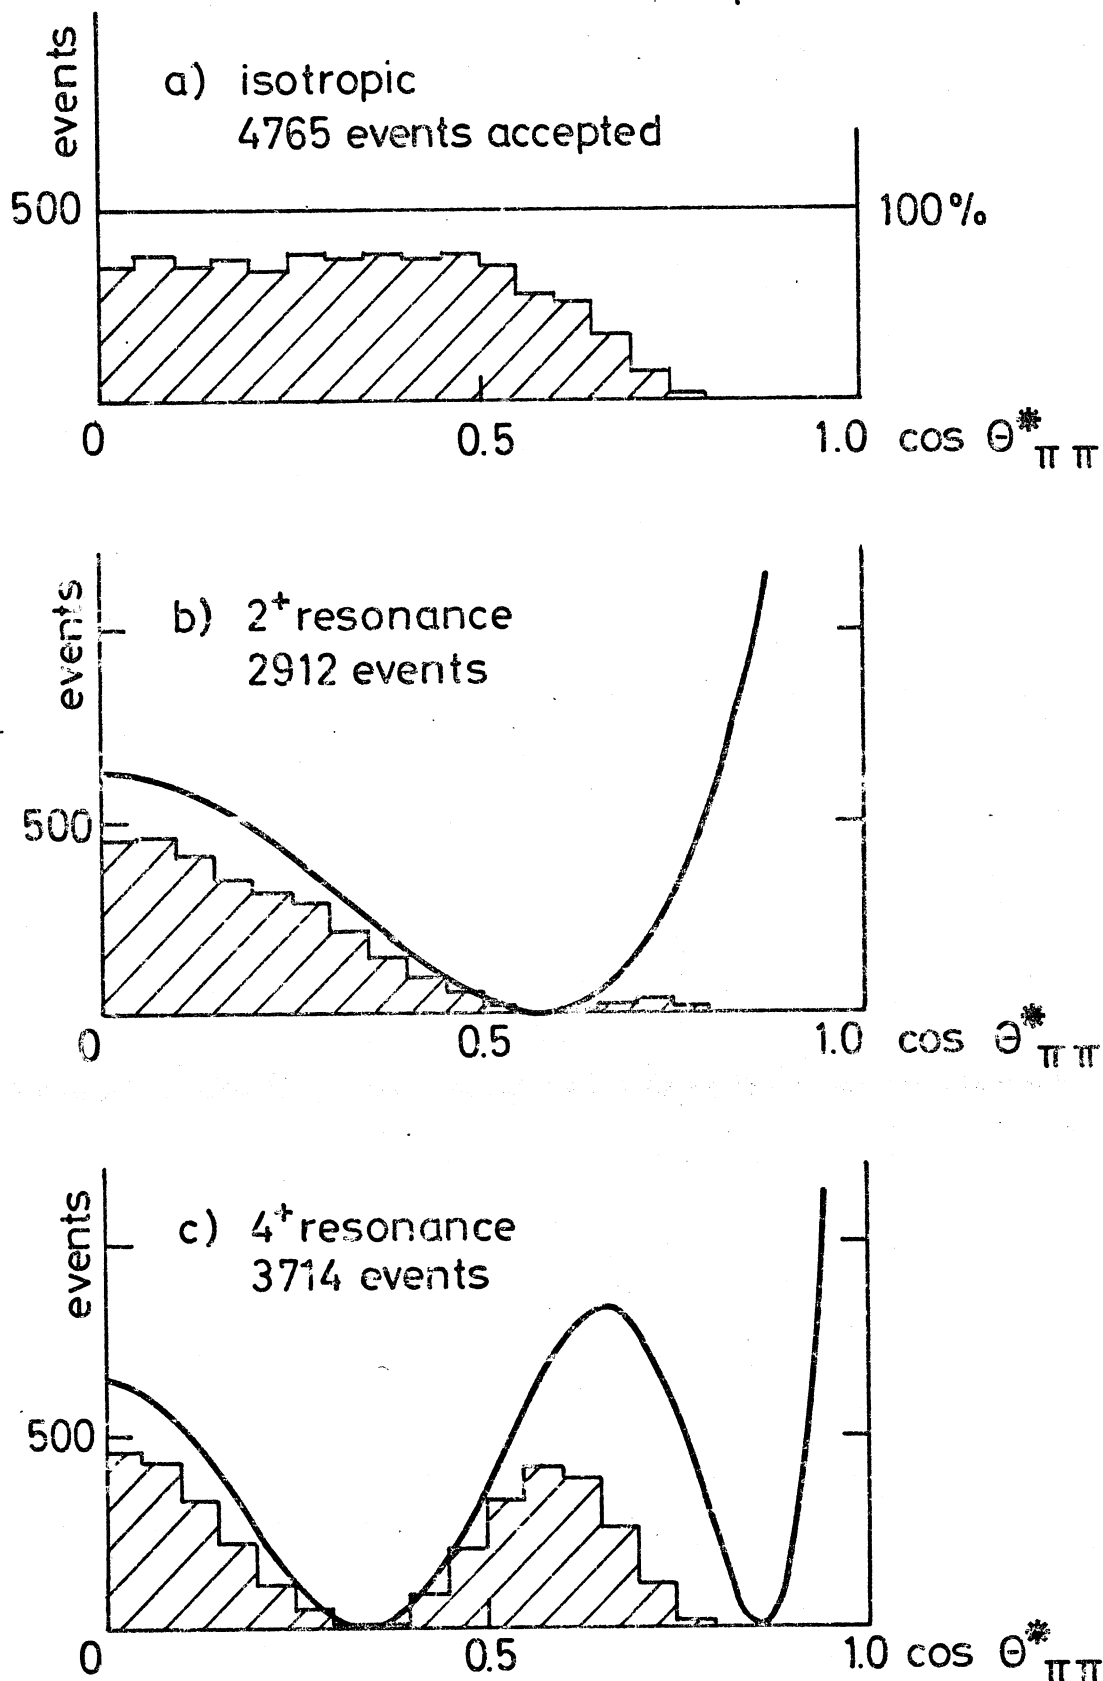 events
a) isotropic
4765 events accepted
500
100%
0
0.5
1.0
cos Θ*ππ
events
b) 2⁺ resonance
2912 events
500
0
0.5
1.0
cos Θ*ππ
events
c) 4⁺ resonance
3714 events
500
0
0.5
1.0
cos Θ*ππ